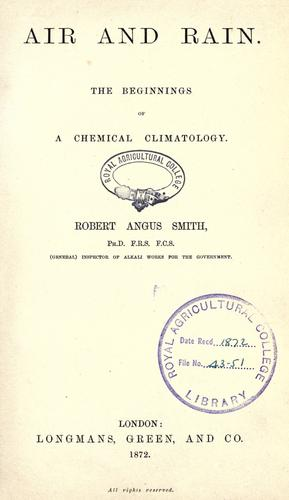 AIR AND RAIN.
THE BEGINNINGS
OF
A CHEMICAL CLIMATOLOGY.
ROYAL AGRICULTURAL COLLEGE
ROBERT ANGUS SMITH,
PH.D. F.R.S. F.C.S.
(GENERAL) INSPECTOR OF ALKALI WORKS FOR THE GOVERNMENT.
ROYAL AGRICULTURAL COLLEGE
Date Recd. 1872
File No. 43-51
LIBRARY
LONDON:
LONGMANS, GREEN, AND CO.
1872.
All rights reserved.